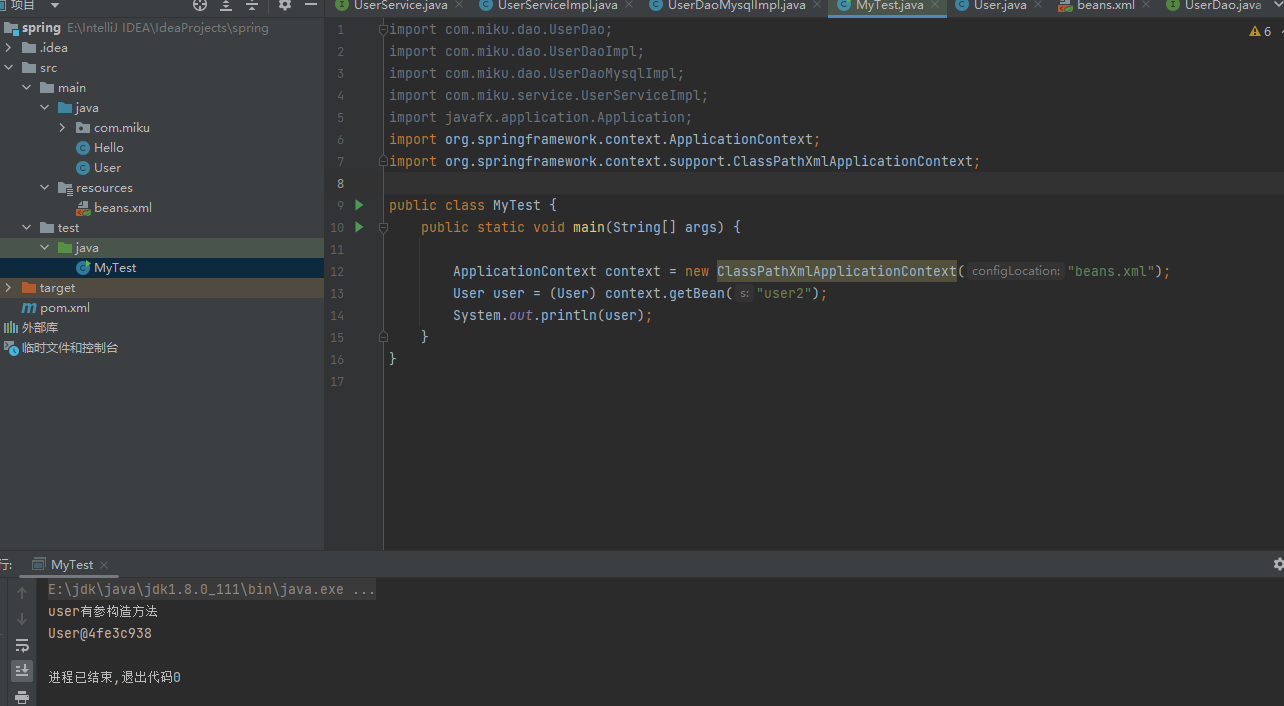 项目
UserService.java UserServiceImpl.java UserDaoMysqlImpl.java MyTest.java User.java beans.xml UserDao.java
spring E:\IntelliJ IDEA\IdeaProjects\spring
.idea
src
main
java
com.miku
Hello
User
resources
beans.xml
test
java
MyTest
target
pom.xml
外部库
临时文件和控制台
6
1 import com.miku.dao.UserDao;
2 import com.miku.dao.UserDaoImpl;
3 import com.miku.dao.UserDaoMysqlImpl;
4 import com.miku.service.UserServiceImpl;
5 import javafx.application.Application;
6 import org.springframework.context.ApplicationContext;
7 import org.springframework.context.support.ClassPathXmlApplicationContext;
8
9 public class MyTest {
10 public static void main(String[] args) {
11
12 ApplicationContext context = new ClassPathXmlApplicationContext( configLocation: "beans.xml");
13 User user = (User) context.getBean( s: "user2");
14 System.out.println(user);
15 }
16 }
17
行: MyTest
E:\jdk\java\jdk1.8.0_111\bin\java.exe ...
user有参构造方法
User@4fe3c938
进程已结束,退出代码0